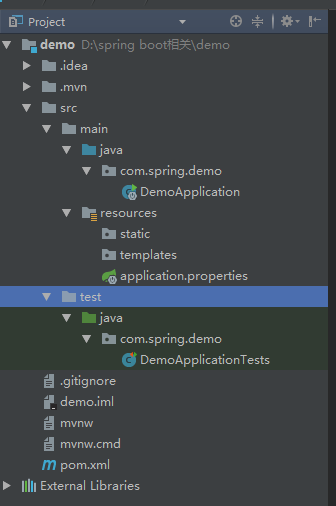 Project
demo D:\spring boot相关\demo
.idea
.mvn
src
main
java
com.spring.demo
DemoApplication
resources
static
templates
application.properties
test
java
com.spring.demo
DemoApplicationTests
.gitignore
demo.iml
mvnw
mvnw.cmd
pom.xml
External Libraries